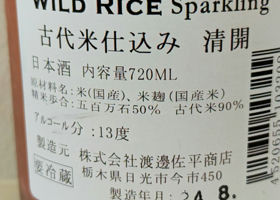 WILD RICE Sparkling
古代米仕込み 清開
日本酒 内容量720ML
原材料名:米(国産)、米麹(国産米)
精米歩合:五百万石50% 古代米90%
アルコール分:13度
製造元 株式会社渡邊佐平商店
栃木県日光市今市450
要冷蔵
製造年月 24.8.